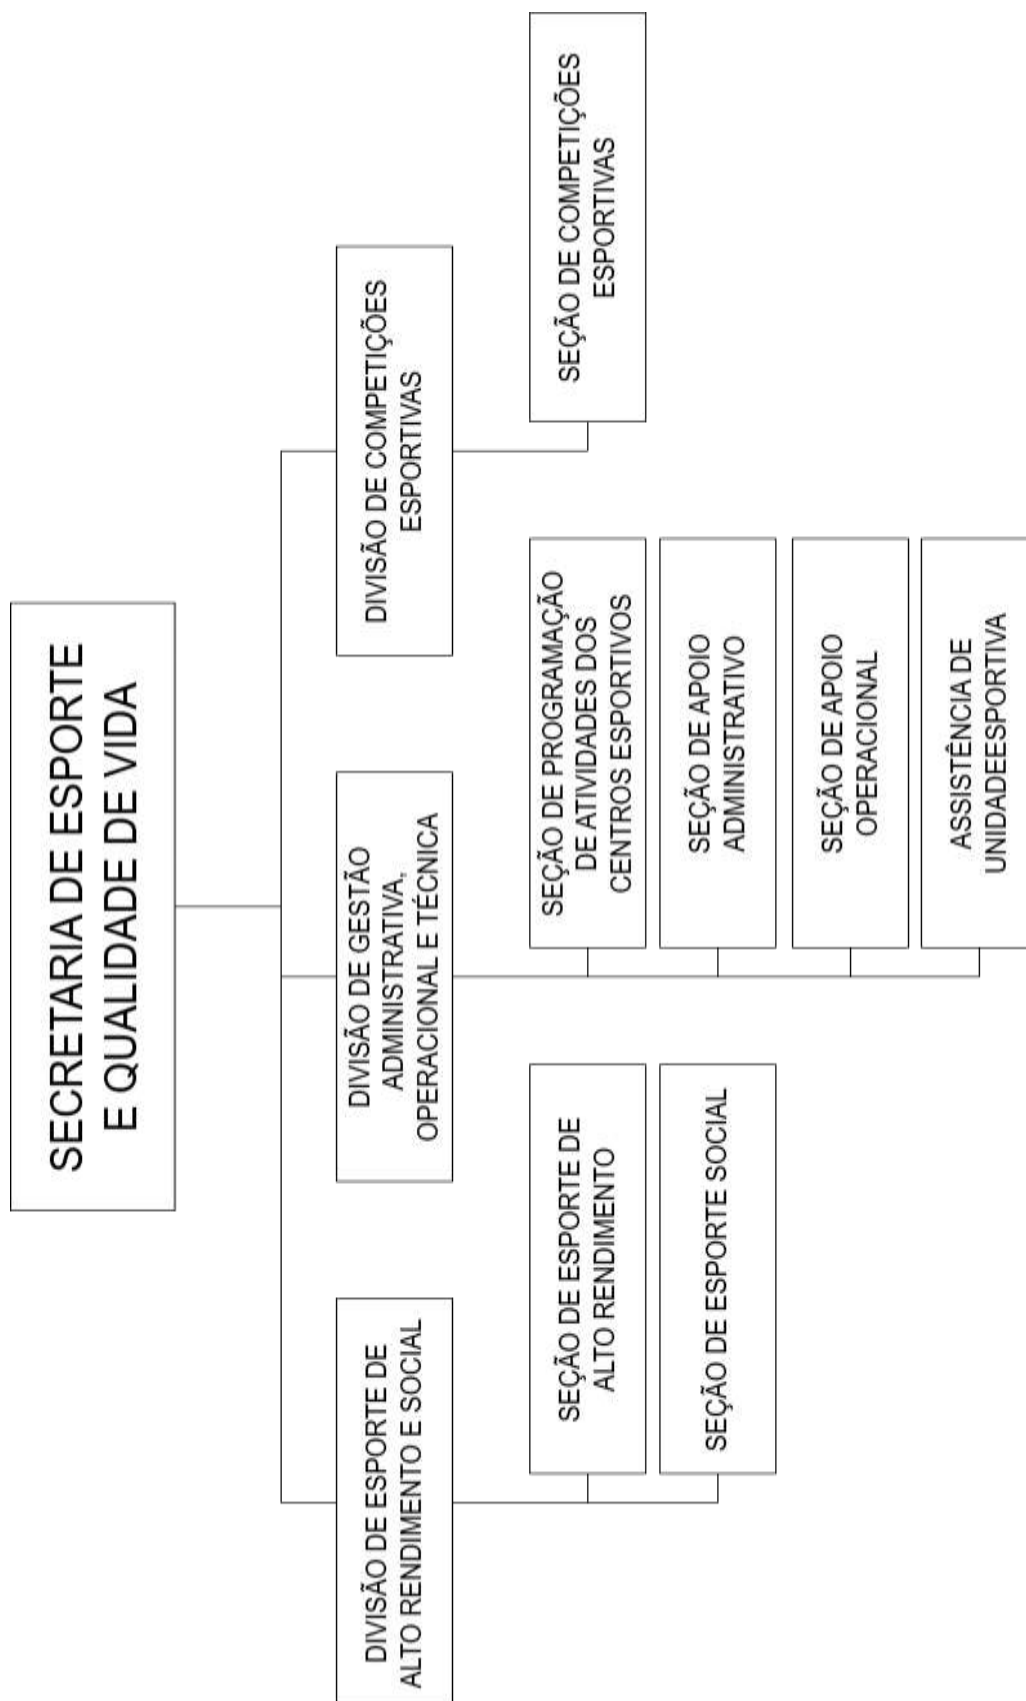 SECRETARIA DE ESPORTE
E QUALIDADE DE VIDA
DIVISÃO DE ESPORTE DE
ALTO RENDIMENTO E SOCIAL
DIVISÃO DE GESTÃO
ADMINISTRATIVA,
OPERACIONAL E TÉCNICA
DIVISÃO DE COMPETIÇÕES
ESPORTIVAS
SEÇÃO DE ESPORTE DE
ALTO RENDIMENTO
SEÇÃO DE ESPORTE SOCIAL
SEÇÃO DE PROGRAMAÇÃO
DE ATIVIDADES DOS
CENTROS ESPORTIVOS
SEÇÃO DE APOIO
ADMINISTRATIVO
SEÇÃO DE APOIO
OPERACIONAL
ASSISTÊNCIA DE
UNIDADEESPORTIVA
SEÇÃO DE COMPETIÇÕES
ESPORTIVAS